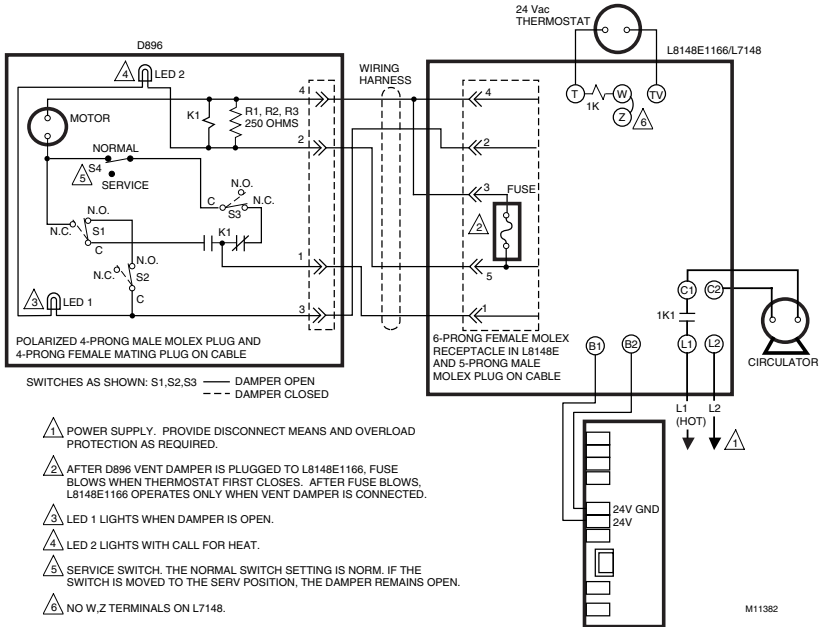 24 Vac
THERMOSTAT
D896
L8148E1166/L7148
4
LED 2
WIRING
HARNESS
4
4
T
1K
W
TV
Z
6
MOTOR
K1
R1, R2, R3
250 OHMS
2
2
NORMAL
S4
5
SERVICE
N.O.
C
N.C.
S3
3
FUSE
2
N.O.
N.C.
S1
C
K1
N.O.
N.C.
S2
C
1
5
C1
C2
1K1
3
LED 1
3
1
L1
L2
B1
B2
CIRCULATOR
POLARIZED 4-PRONG MALE MOLEX PLUG AND
4-PRONG FEMALE MATING PLUG ON CABLE
6-PRONG FEMALE MOLEX
RECEPTACLE IN L8148E
AND 5-PRONG MALE
MOLEX PLUG ON CABLE
SWITCHES AS SHOWN: S1,S2,S3
DAMPER OPEN
DAMPER CLOSED
L1
(HOT)
L2
1
1 POWER SUPPLY. PROVIDE DISCONNECT MEANS AND OVERLOAD
PROTECTION AS REQUIRED.
2 AFTER D896 VENT DAMPER IS PLUGGED TO L8148E1166, FUSE
BLOWS WHEN THERMOSTAT FIRST CLOSES. AFTER FUSE BLOWS,
L8148E1166 OPERATES ONLY WHEN VENT DAMPER IS CONNECTED.
3 LED 1 LIGHTS WHEN DAMPER IS OPEN.
4 LED 2 LIGHTS WITH CALL FOR HEAT.
5 SERVICE SWITCH. THE NORMAL SWITCH SETTING IS NORM. IF THE
SWITCH IS MOVED TO THE SERV POSITION, THE DAMPER REMAINS OPEN.
6 NO W,Z TERMINALS ON L7148.
24V GND
24V
M11382